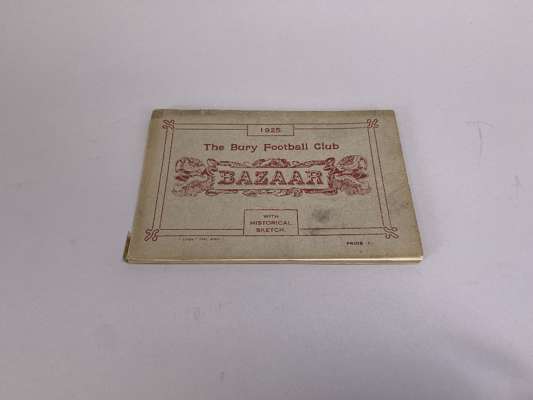 1925
The Bury Football Club
BAZAAR
WITH
HISTORICAL
SKETCH.
PRICE